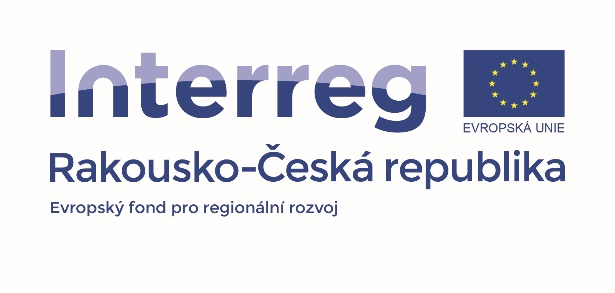 Interreg
EVROPSKÁ UNIE
Rakousko-Česká republika
Evropský fond pro regionální rozvoj